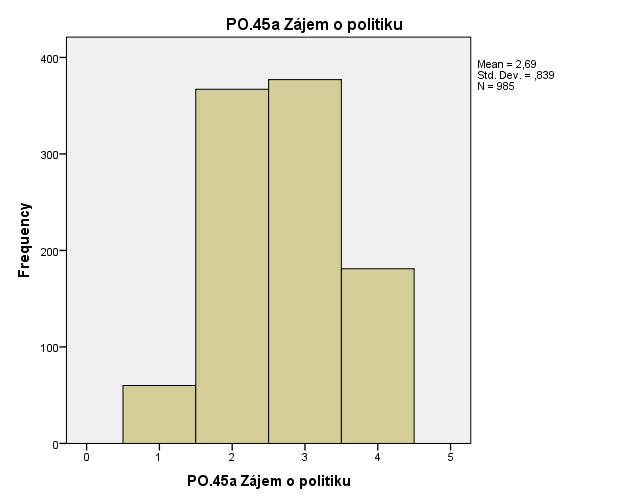 PO.45a Zájem o politiku
Mean = 2,69
Std. Dev. = ,839
N = 985
Frequency
400
300
200
100
0
0 1 2 3 4 5
PO.45a Zájem o politiku